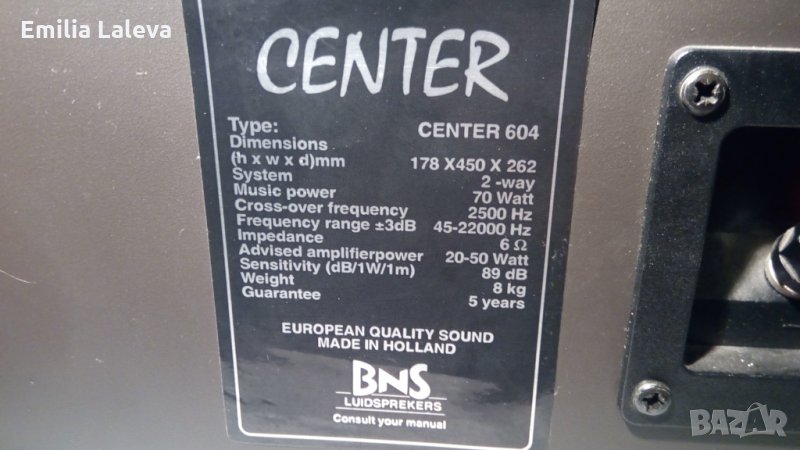 Emilia Laleva
CENTER
Type: CENTER 604
Dimensions
(h x w x d)mm 178 X450 X 262
System 2 -way
Music power 70 Watt
Cross-over frequency 2500 Hz
Frequency range ±3dB 45-22000 Hz
Impedance 6 Ω
Advised amplifierpower 20-50 Watt
Sensitivity (dB/1W/1m) 89 dB
Weight 8 kg
Guarantee 5 years
EUROPEAN QUALITY SOUND
MADE IN HOLLAND
BNS
LUIDSPREKERS
Consult your manual
BAZAR
bg